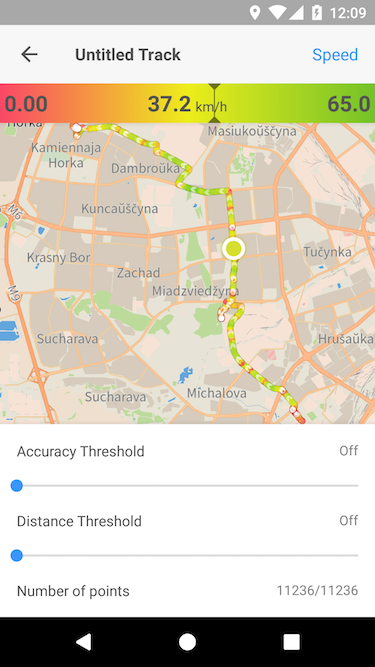 12:09
Untitled Track
Speed
0.00
37.2 km/h
65.0
Horka
Masiukoŭščyna
Kamiennaja
Horka
Dambroŭka
Kuncaŭščyna
M6
Krasny Bor
Tučynka
Zachad
M9
Miadzviedžyna
Sucharava
Hrušaŭka
Sucharava
Michalova
Accuracy Threshold
Off
Distance Threshold
Off
Number of points
11236/11236